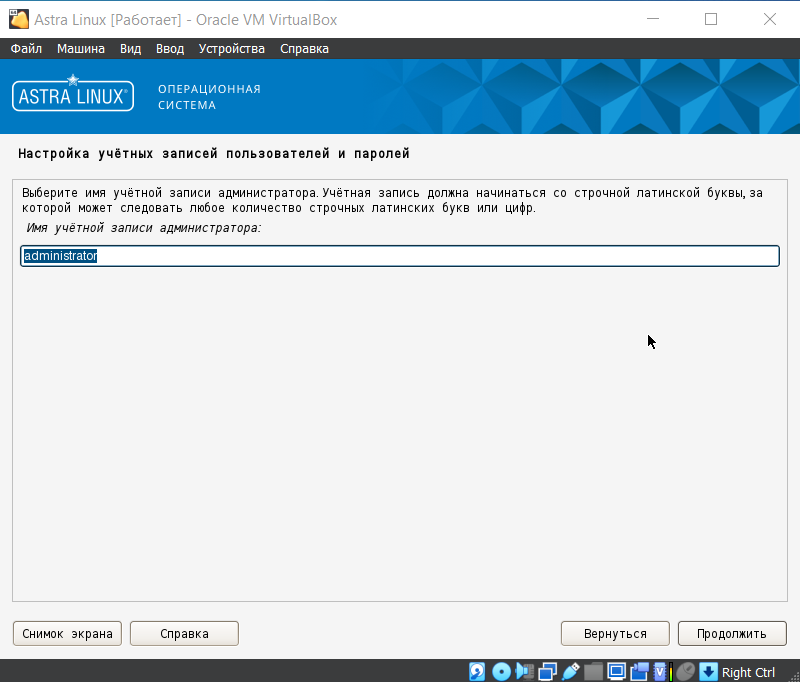 Astra Linux [Работает] - Oracle VM VirtualBox
Файл Машина Вид Ввод Устройства Справка
ASTRA LINUX®
ОПЕРАЦИОННАЯ
СИСТЕМА
Настройка учётных записей пользователей и паролей
Выберите имя учётной записи администратора. Учётная запись должна начинаться со строчной латинской буквы, за
которой может следовать любое количество строчных латинских букв или цифр.
Имя учётной записи администратора:
administrator
Снимок экрана Справка Вернуться Продолжить
Right Ctrl